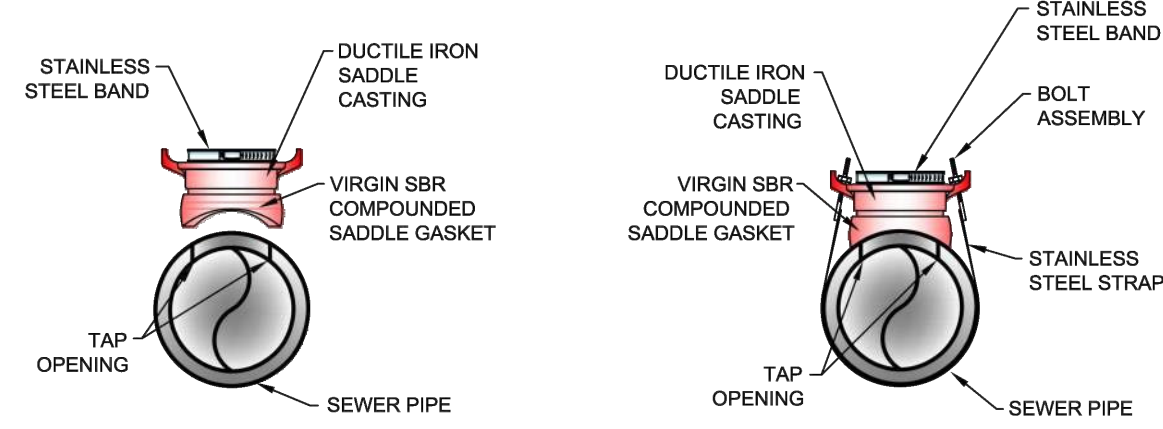 STAINLESS
STEEL BAND
DUCTILE IRON
SADDLE
CASTING
VIRGIN SBR
COMPOUNDED
SADDLE GASKET
TAP
OPENING
SEWER PIPE
STAINLESS
STEEL BAND
DUCTILE IRON
SADDLE
CASTING
BOLT
ASSEMBLY
VIRGIN SBR
COMPOUNDED
SADDLE GASKET
STAINLESS
STEEL STRAP
TAP
OPENING
SEWER PIPE